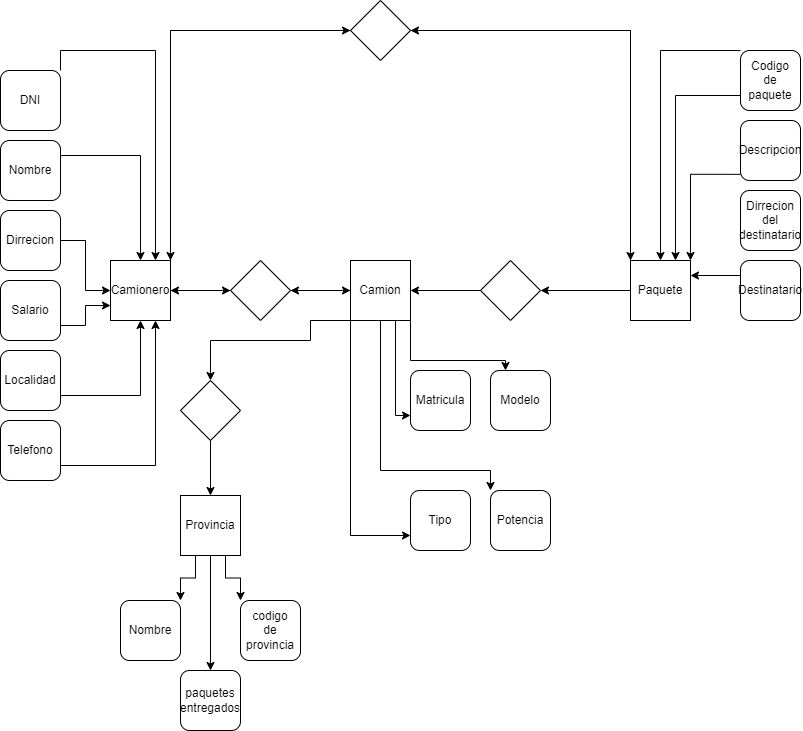 Codigo
de
paquete
DNI
Descripcion
Nombre
Dirrecion
del
destinatario
Dirrecion
Camionero
Camion
Paquete
Destinatario
Salario
Localidad
Matricula
Modelo
Telefono
Tipo
Potencia
Provincia
Nombre
codigo
de
provincia
paquetes
entregados